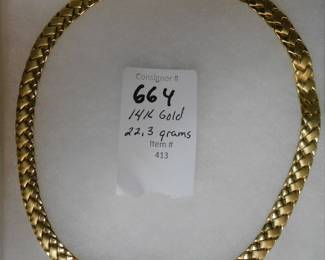 Consignor #
664
14K Gold
22.3 grams
Item #
413